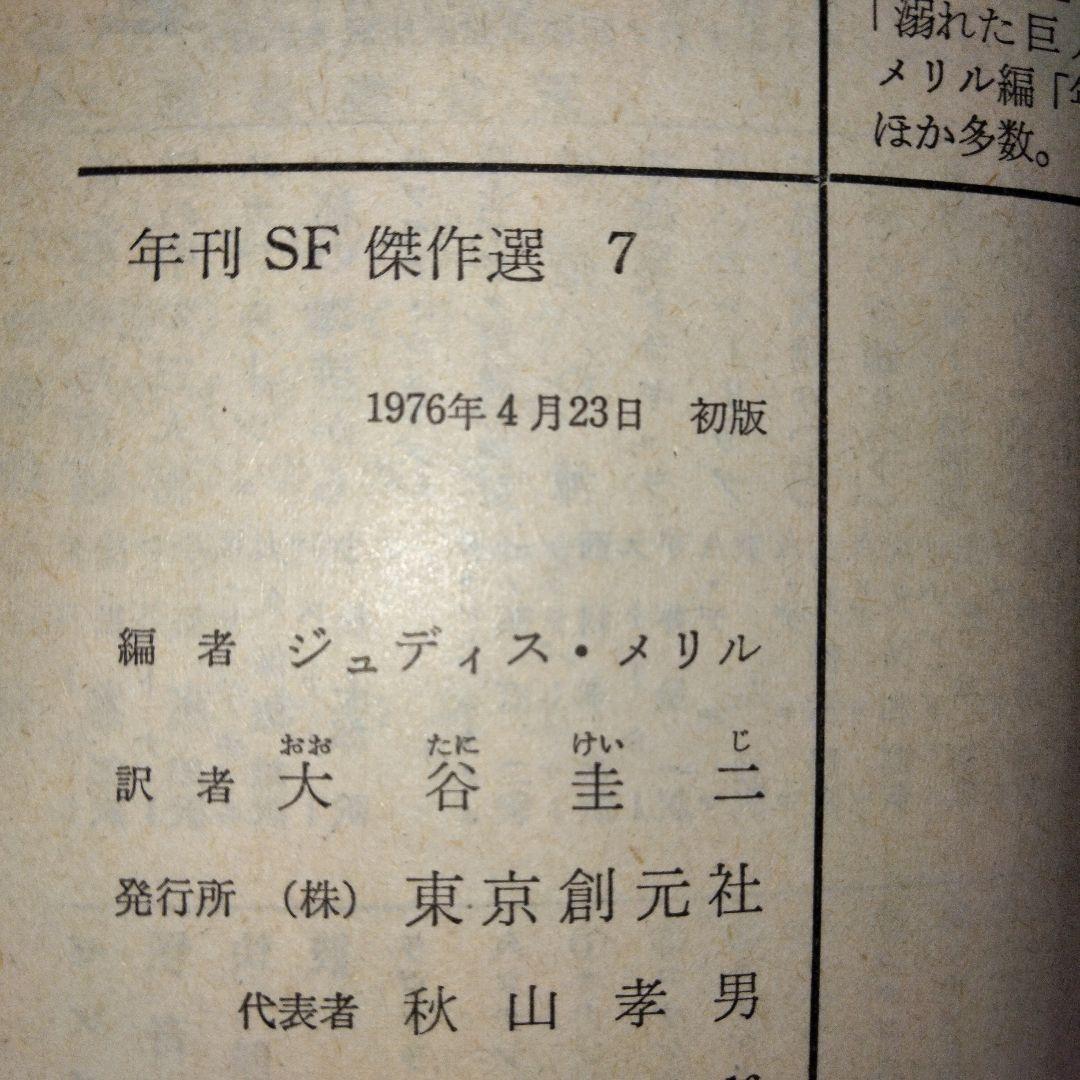 「溺れた巨
メリル編「
ほか多数。
年刊 SF 傑作選 7
1976年4月23日 初版
編者 ジュディス・メリル
おお たに けい じ
訳者 大谷圭二
発行所 (株) 東京創元社
代表者 秋山孝男